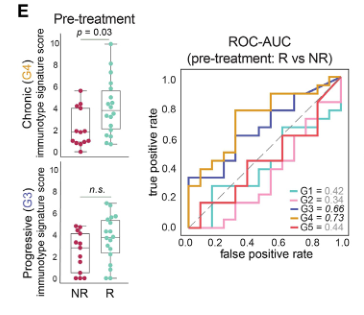 E
Pre-treatment
p = 0.03
Chronic (G4)
immunotype signature score
10
8
6
4
2
0
n.s.
Progressive (G3)
immunotype signature score
10
8
6
4
2
0
NR R
ROC-AUC
(pre-treatment: R vs NR)
true positive rate
1.0
0.8
0.6
0.4
0.2
0.0
G1 = 0.42
G2 = 0.34
G3 = 0.66
G4 = 0.73
G5 = 0.44
0.0 0.2 0.4 0.6 0.8 1.0
false positive rate